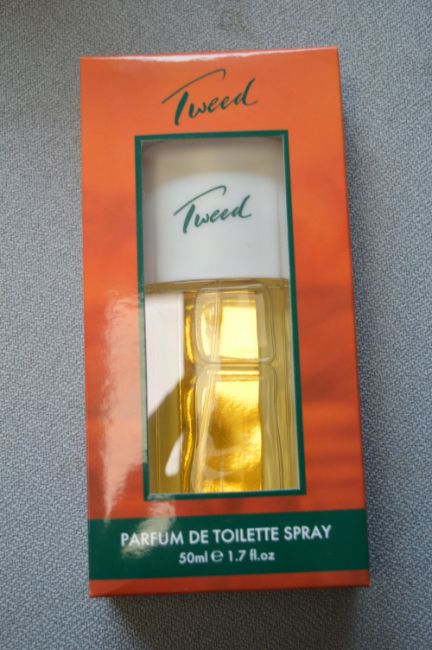 Tweed
Tweed
PARFUM DE TOILETTE SPRAY
50ml ℮ 1.7 fl.oz